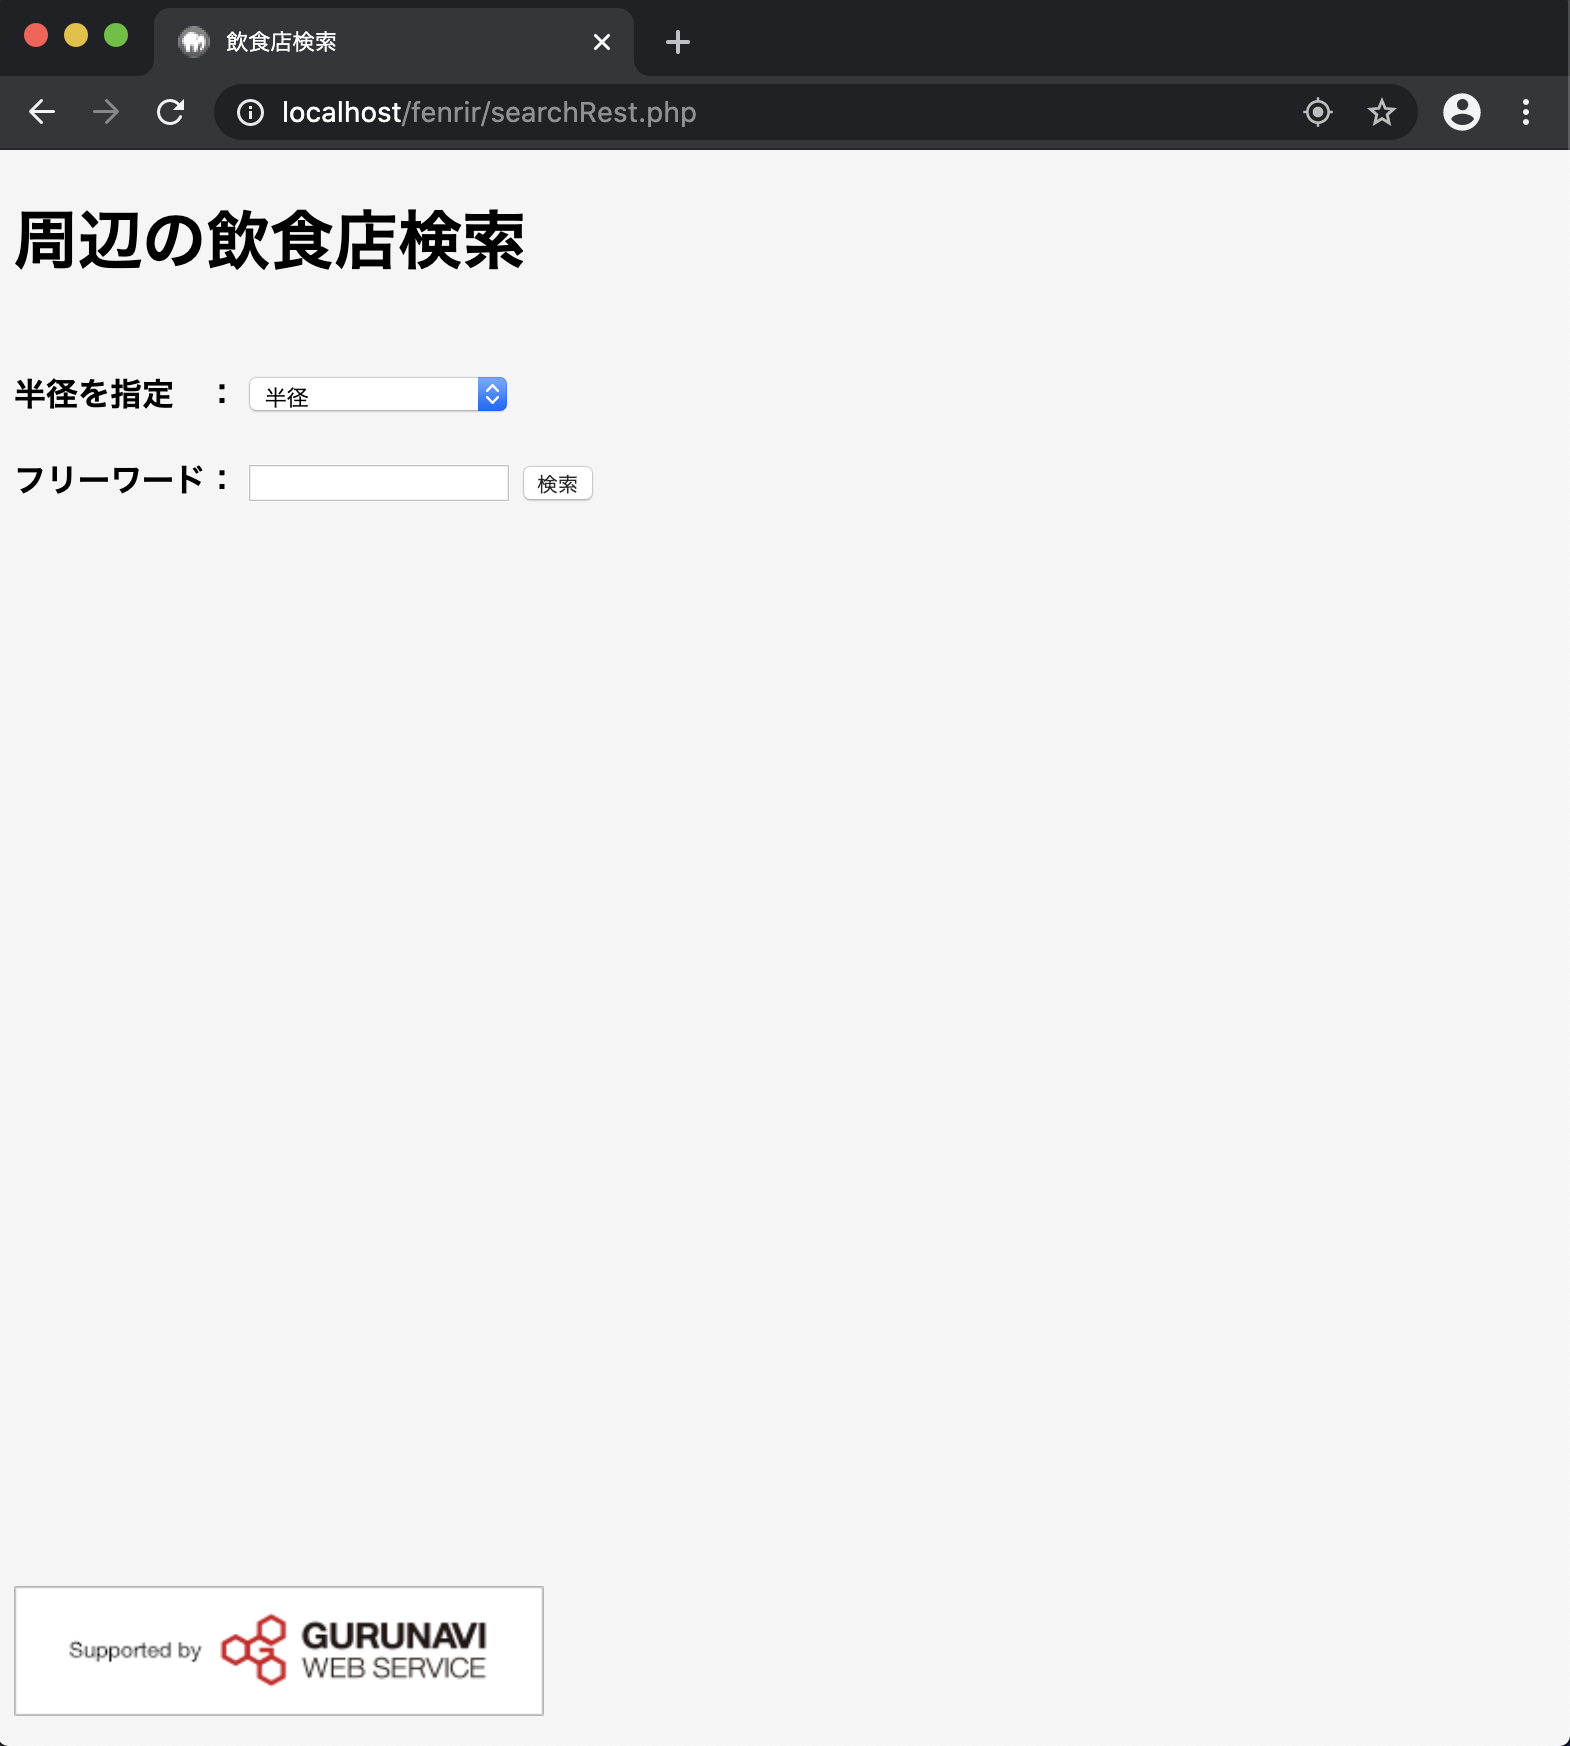 飲食店検索
localhost/fenrir/searchRest.php
周辺の飲食店検索
半径を指定　： 半径
フリーワード： 検索
Supported by GURUNAVI
WEB SERVICE